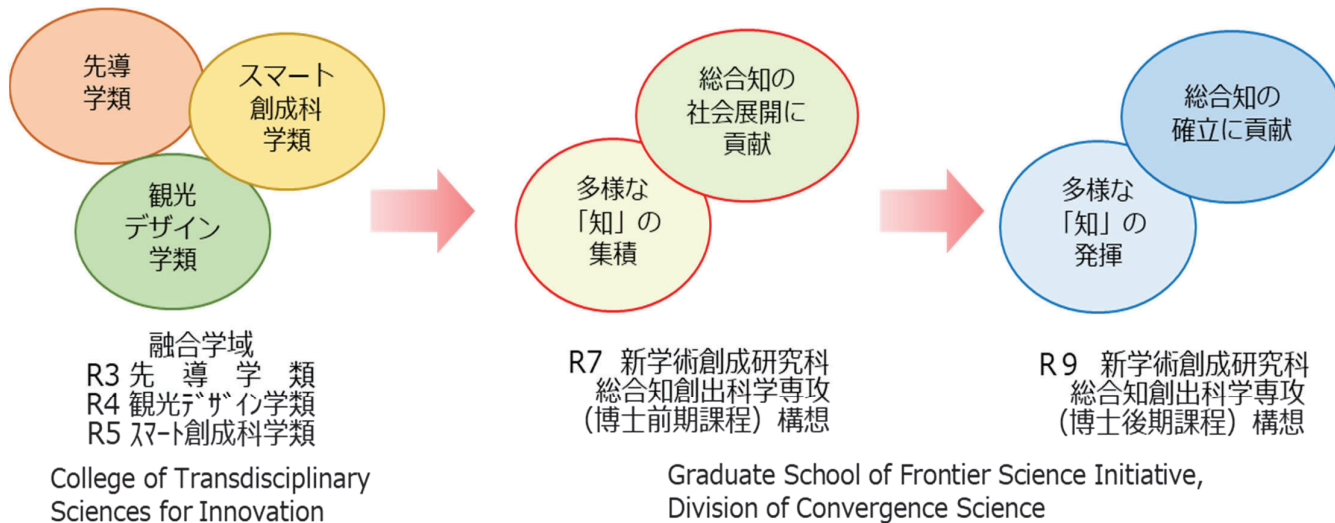 先導
学類
スマート
創成科
学類
観光
デザイン
学類
総合知の
社会展開に
貢献
多様な
「知」の
集積
総合知の
確立に貢献
多様な
「知」の
発揮
融合学域
R3 先 導 学 類
R4 観光ﾃﾞｻﾞｲﾝ学類
R5 ｽﾏｰﾄ創成科学類
College of Transdisciplinary
Sciences for Innovation
R7 新学術創成研究科
総合知創出科学専攻
(博士前期課程）構想
R９ 新学術創成研究科
総合知創出科学専攻
(博士後期課程）構想
Graduate School of Frontier Science Initiative,
Division of Convergence Science